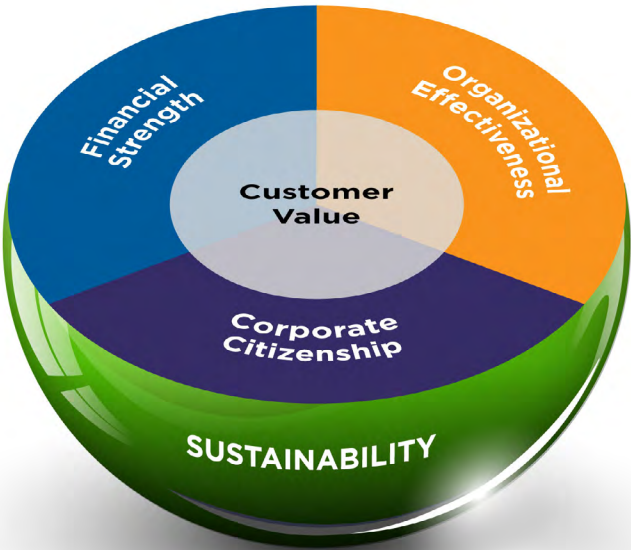 Financial
Strength
Organizational
Effectiveness
Customer
Value
Corporate
Citizenship
SUSTAINABILITY